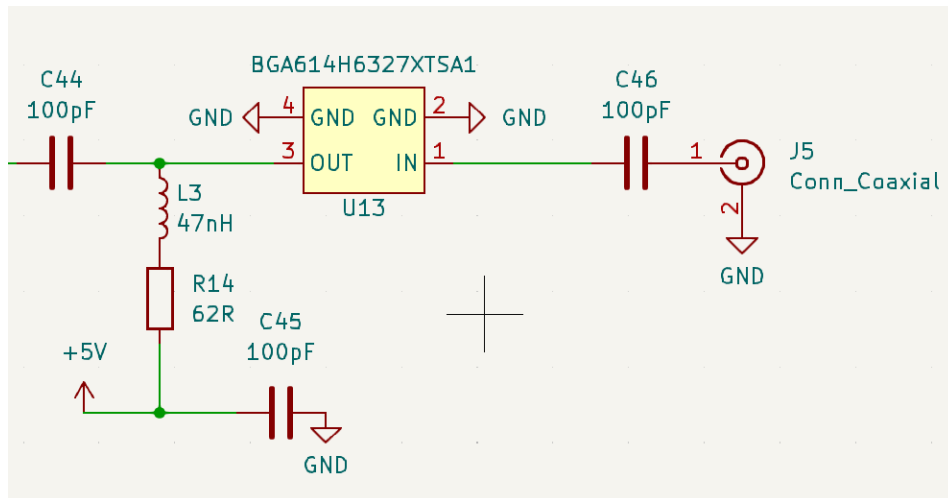 BGA614H6327XTSA1
C44
100pF
C46
100pF
GND
4
GND
GND
2
GND
3
OUT
IN
1
1
J5
Conn_Coaxial
U13
L3
47nH
2
GND
R14
62R
C45
100pF
+5V
GND